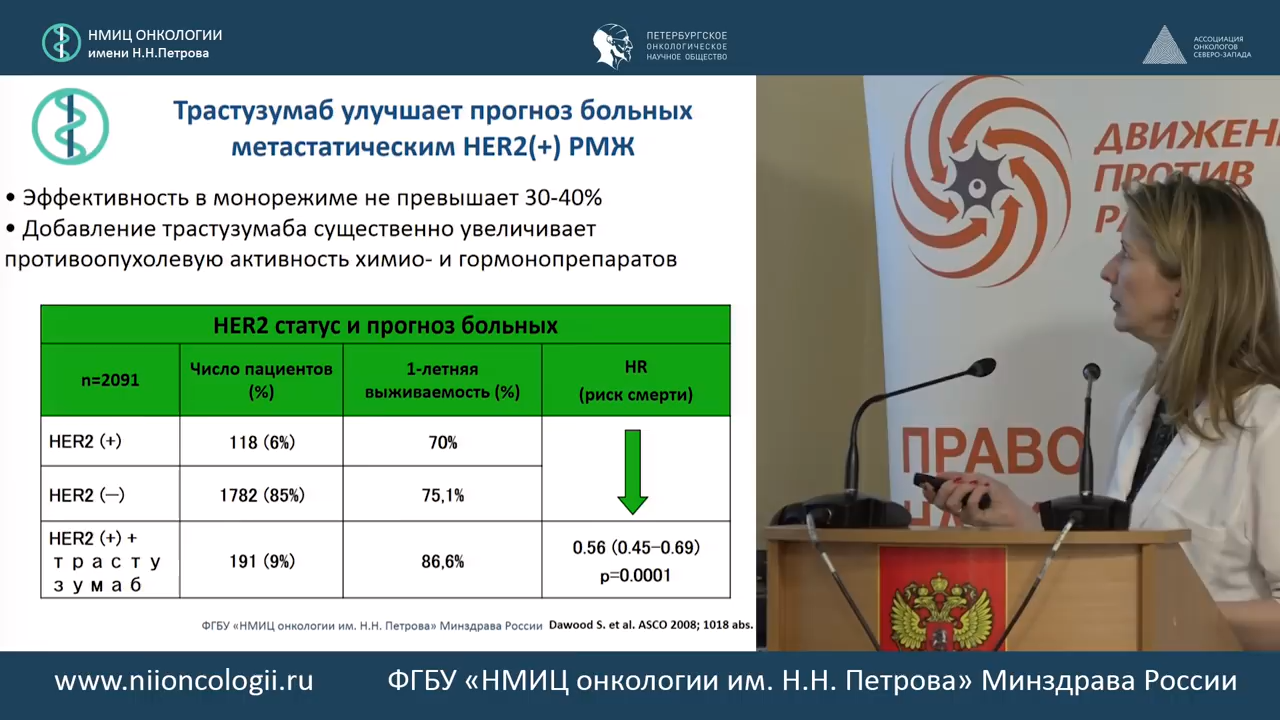 НМИЦ ОНКОЛОГИИ
имени Н.Н.Петрова
ПЕТЕРБУРГСКОЕ
ОНКОЛОГИЧЕСКОЕ
НАУЧНОЕ ОБЩЕСТВО
АССОЦИАЦИЯ
ОНКОЛОГОВ
СЕВЕРО-ЗАПАДА
Трастузумаб улучшает прогноз больных
метастатическим HER2(+) РМЖ
• Эффективность в монорежиме не превышает 30-40%
• Добавление трастузумаба существенно увеличивает
противоопухолевую активность химио- и гормонопрепаратов
HER2 статус и прогноз больных
n=2091
Число пациентов
(%)
1-летняя
выживаемость (%)
HR
(риск смерти)
HER2 (+)
118 (6%)
70%
HER2 (—)
1782 (85%)
75,1%
HER2 (+) +
т р а с т у
з у м а б
191 (9%)
86,6%
0.56 (0.45-0.69)
p=0.0001
ФГБУ «НМИЦ онкологии им. Н.Н. Петрова» Минздрава России
Dawood S. et al. ASCO 2008; 1018 abs.
ДВИЖЕН
ПРОТИВ
ПРАВО
www.niioncologii.ru
ФГБУ «НМИЦ онкологии им. Н.Н. Петрова» Минздрава России